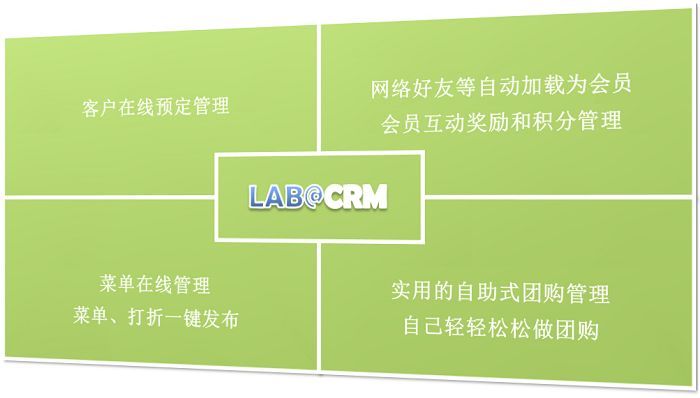 客户在线预定管理
网络好友等自动加载为会员
会员互动奖励和积分管理
LAB@CRM
菜单在线管理
菜单、打折一键发布
实用的自助式团购管理
自己轻轻松松做团购